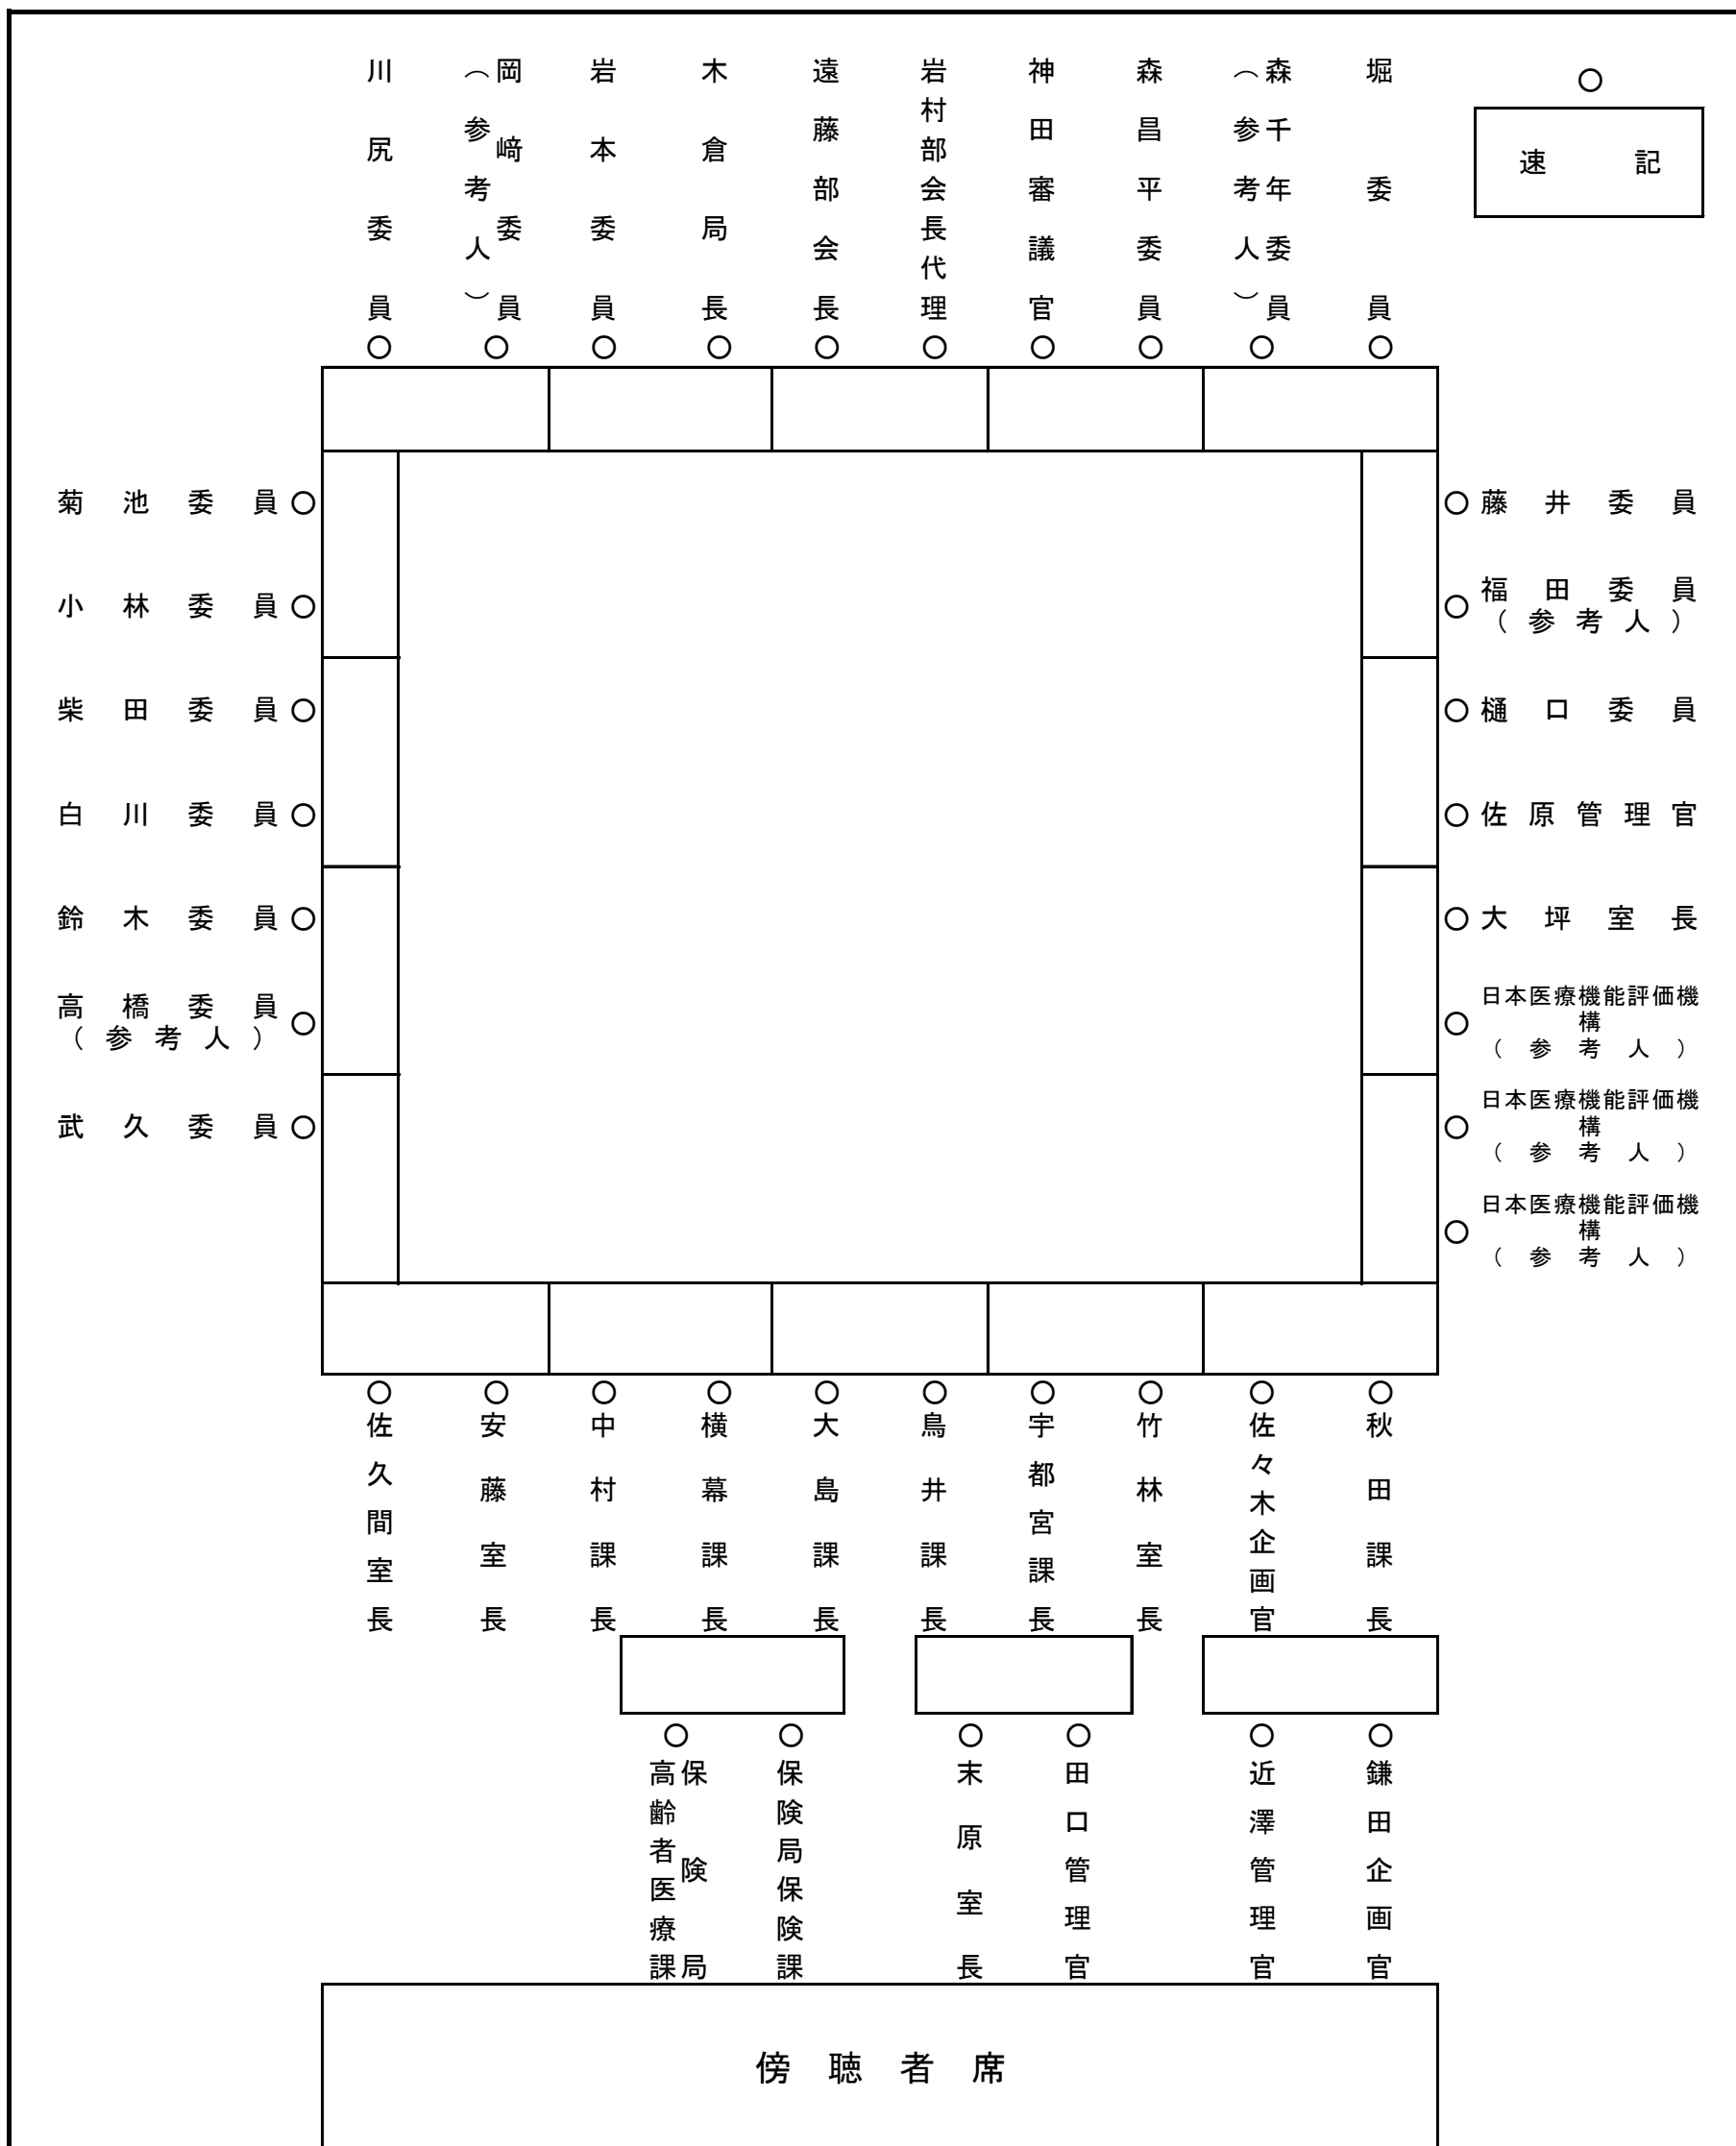 川尻委員
岡﨑委員
（参考人）
岩本委員
木倉局長
遠藤部会長
岩村部会長代理
神田審議官
森昌平委員
森千年委員
（参考人）
堀委員
○
速記
○
○
○
○
○
○
○
○
○
○
菊池委員○
小林委員○
柴田委員○
白川委員○
鈴木委員○
高橋委員
（参考人）
○
武久委員○
○藤井委員
○
福田委員
（参考人）
○樋口委員
○佐原管理官
○大坪室長
○
日本医療機能評価機
構
（参考人）
○
日本医療機能評価機
構
（参考人）
○
日本医療機能評価機
構
（参考人）
○
○
○
○
○
○
○
○
○
○
佐久間室長
安藤室長
中村課長
横幕課長
大島課長
鳥井課長
宇都宮課長
竹林室長
佐々木企画官
秋田課長
○
○
○
○
○
○
保険局
高齢者医療課
保険局保険課
末原室長
田口管理官
近澤管理官
鎌田企画官
傍聴者席